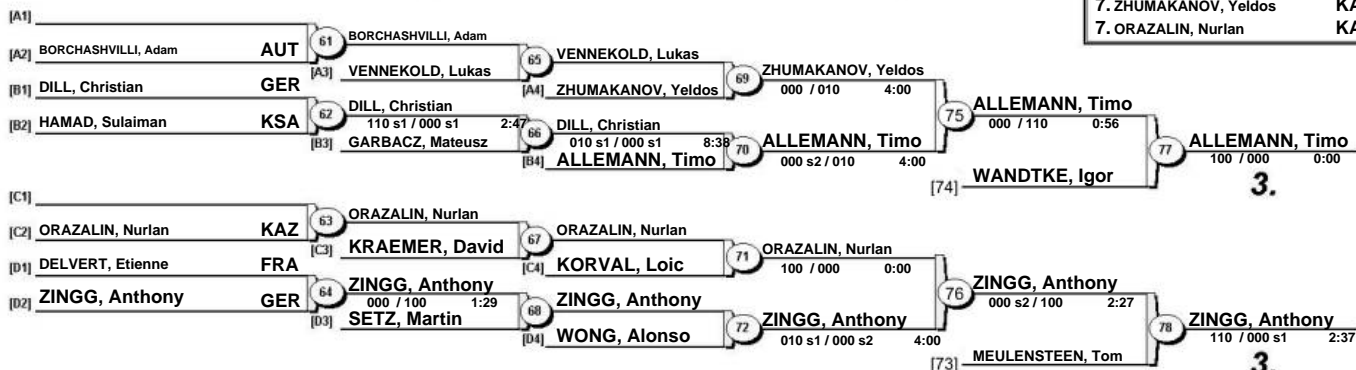 7. ZHUMAKANOV, Yeldos
7. ORAZALIN, Nurlan
[A1]
[A2] BORCHASHVILLI, Adam AUT
61
BORCHASHVILLI, Adam
[A3] VENNEKOLD, Lukas
65
VENNEKOLD, Lukas
[A4] ZHUMAKANOV, Yeldos
69
ZHUMAKANOV, Yeldos
000 / 010 4:00
[B1] DILL, Christian GER
[B2] HAMAD, Sulaiman KSA
62
DILL, Christian
110 s1 / 000 s1 2:47
[B3] GARBACZ, Mateusz
66
DILL, Christian
010 s1 / 000 s1 8:38
[B4] ALLEMANN, Timo
70
ALLEMANN, Timo
000 s2 / 010 4:00
75
ALLEMANN, Timo
000 / 110 0:56
[74] WANDTKE, Igor
77
ALLEMANN, Timo
100 / 000 0:00
3.
[C1]
[C2] ORAZALIN, Nurlan KAZ
63
ORAZALIN, Nurlan
[C3] KRAEMER, David
67
ORAZALIN, Nurlan
[C4] KORVAL, Loic
71
ORAZALIN, Nurlan
100 / 000 0:00
[D1] DELVERT, Etienne FRA
[D2] ZINGG, Anthony GER
64
ZINGG, Anthony
000 / 100 1:29
[D3] SETZ, Martin
68
ZINGG, Anthony
[D4] WONG, Alonso
72
ZINGG, Anthony
010 s1 / 000 s2 4:00
76
ZINGG, Anthony
000 s2 / 100 2:27
[73] MEULENSTEEN, Tom
78
ZINGG, Anthony
110 / 000 s1 2:37
3.